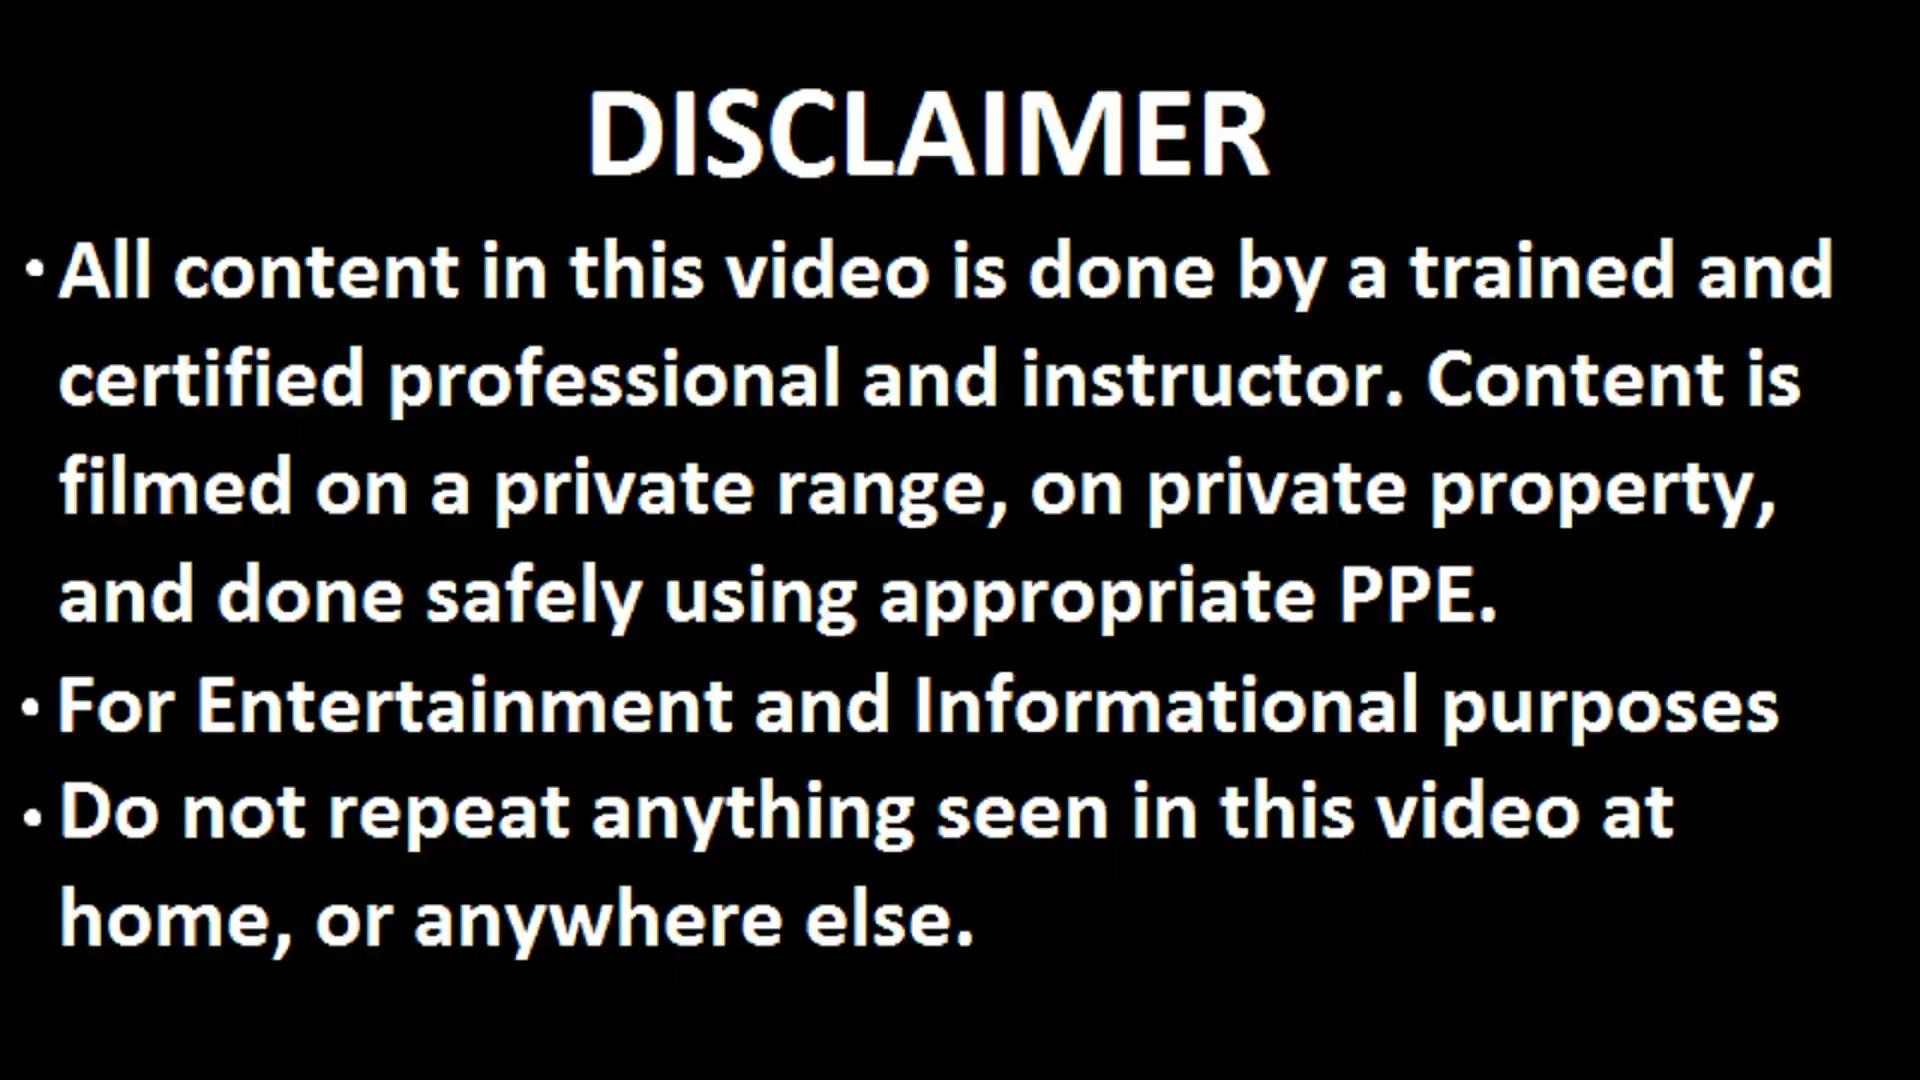 DISCLAIMER
• All content in this video is done by a trained and
certified professional and instructor. Content is
filmed on a private range, on private property,
and done safely using appropriate PPE.
• For Entertainment and Informational purposes
• Do not repeat anything seen in this video at
home, or anywhere else.